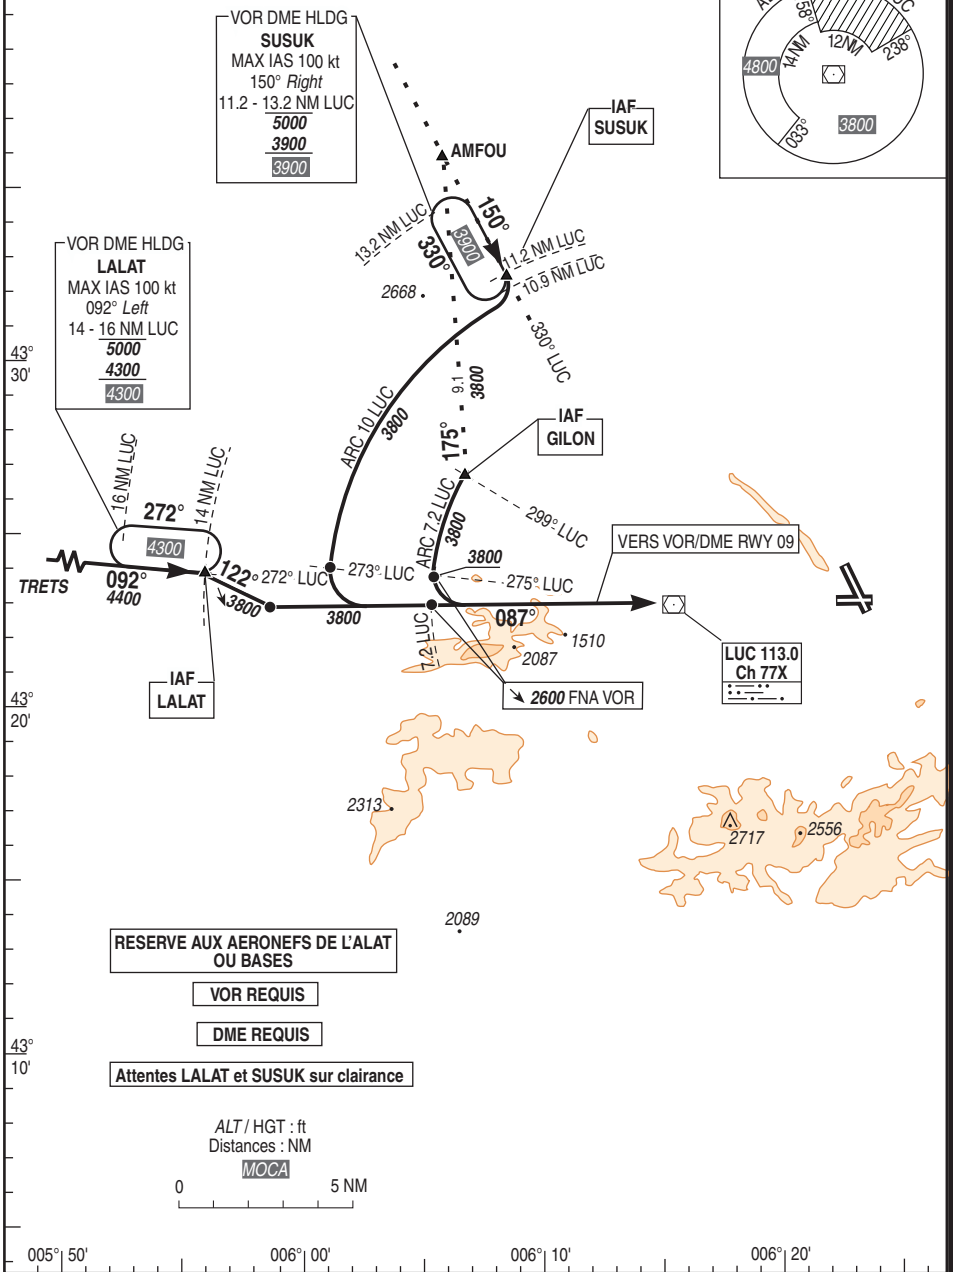 VOR DME HLDG
SUSUK
MAX IAS 100 kt
150° Right
11.2 - 13.2 NM LUC
5000
3900
3900
58°
14 NM
12NM
238°
4800
033°
3800
IAF
SUSUK
AMFOU
150°
3900
330°
13.2 NM LUC
11.2 NM LUC
10.9 NM LUC
2668
330° LUC
VOR DME HLDG
LALAT
MAX IAS 100 kt
092° Left
14 - 16 NM LUC
5000
4300
4300
43°
30'
9.1
3800
ARC 10 LUC
3800
IAF
GILON
175°
16 NM LUC
14 NM LUC
272°
4300
ARC 7.2 LUC
3800
299° LUC
VERS VOR/DME RWY 09
TRETS
092°
4400
122°
3800
272° LUC
273° LUC
3800
275° LUC
3800
087°
7.2 LUC
1510
2087
LUC 113.0
Ch 77X
IAF
LALAT
2600 FNA VOR
43°
20'
2313
2717
2556
2089
RESERVE AUX AERONEFS DE L'ALAT
OU BASES
VOR REQUIS
DME REQUIS
43°
10'
Attentes LALAT et SUSUK sur clairance
ALT / HGT : ft
Distances : NM
MOCA
0 5 NM
005° 50' 006° 00' 006° 10' 006° 20'